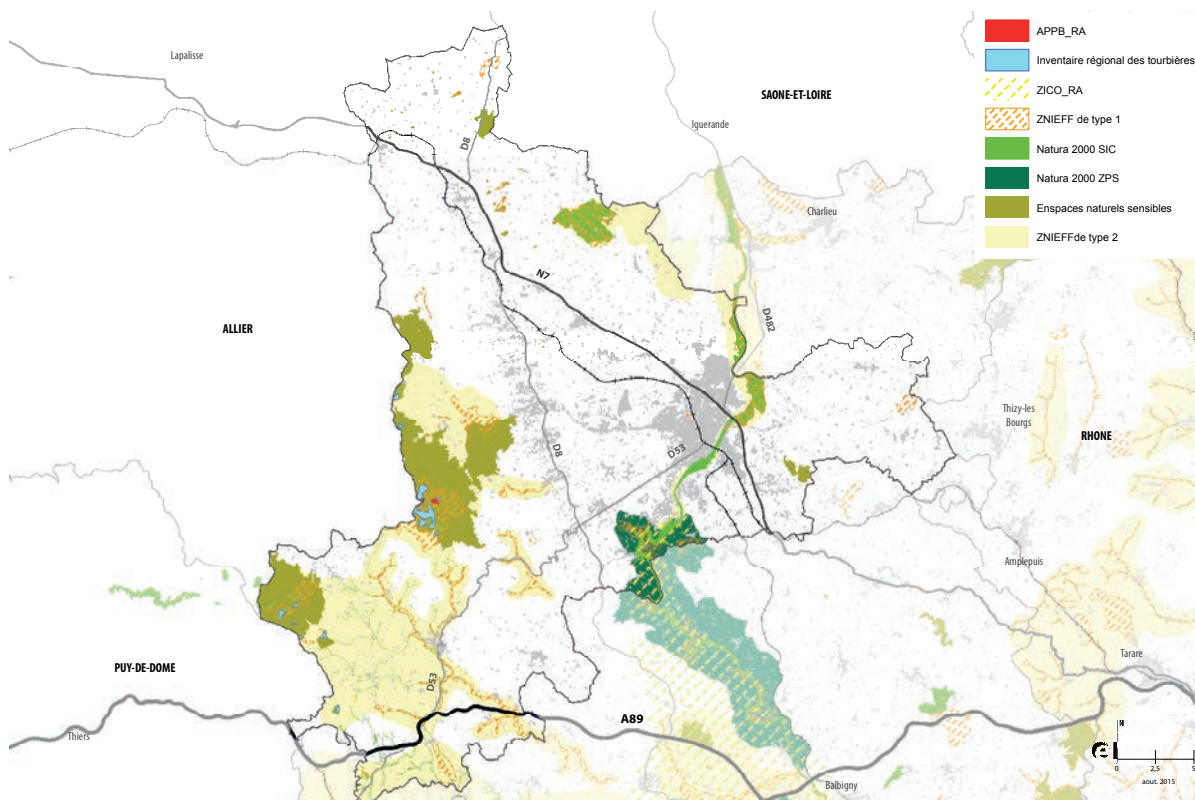 APPB_RA
Inventaire régional des tourbières
ZICO_RA
ZNIEFF de type 1
Natura 2000 SIC
Natura 2000 ZPS
Enspaces naturels sensibles
ZNIEFFde type 2
Lapalisse
SAONE-ET-LOIRE
Iguerande
D8
Charlieu
N7
D482
ALLIER
Thizy-les
Bourgs
RHONE
D8
D53
Amplepuis
Tarare
PUY-DE-DOME
D53
A89
Thiers
N
0 2,5 5
aout. 2015
Balbigny